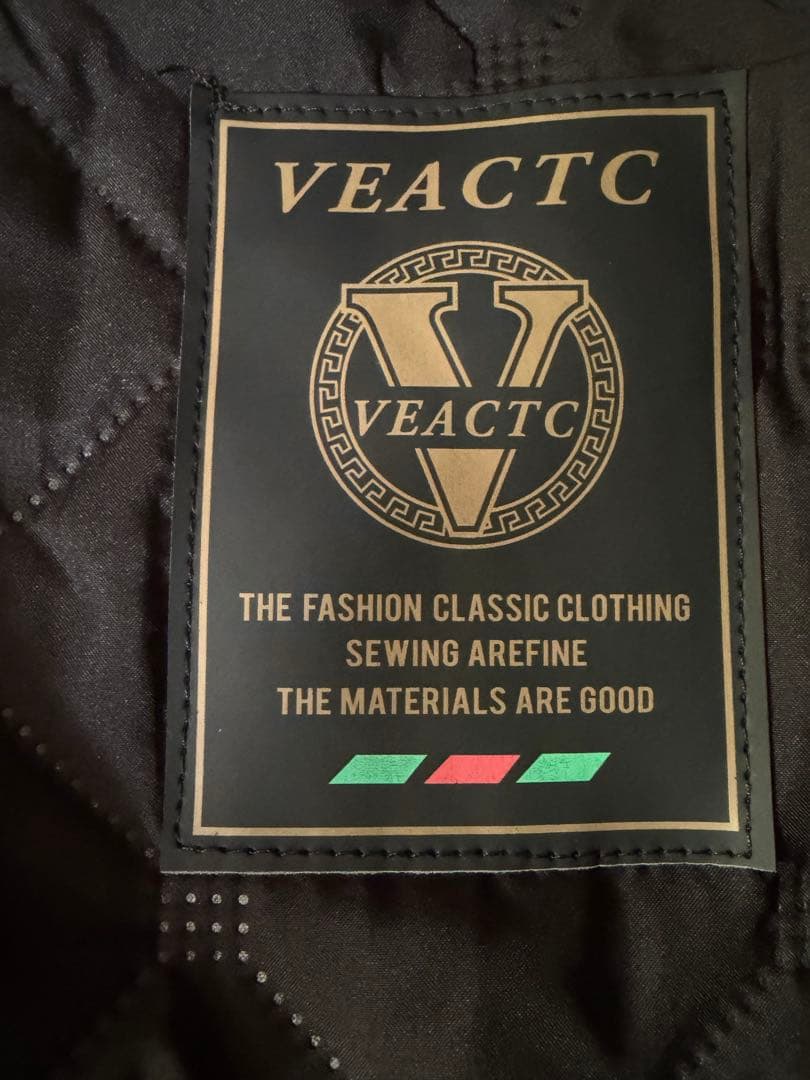 VEACTC
V
VEACTC
THE FASHION CLASSIC CLOTHING
SEWING AREFINE
THE MATERIALS ARE GOOD